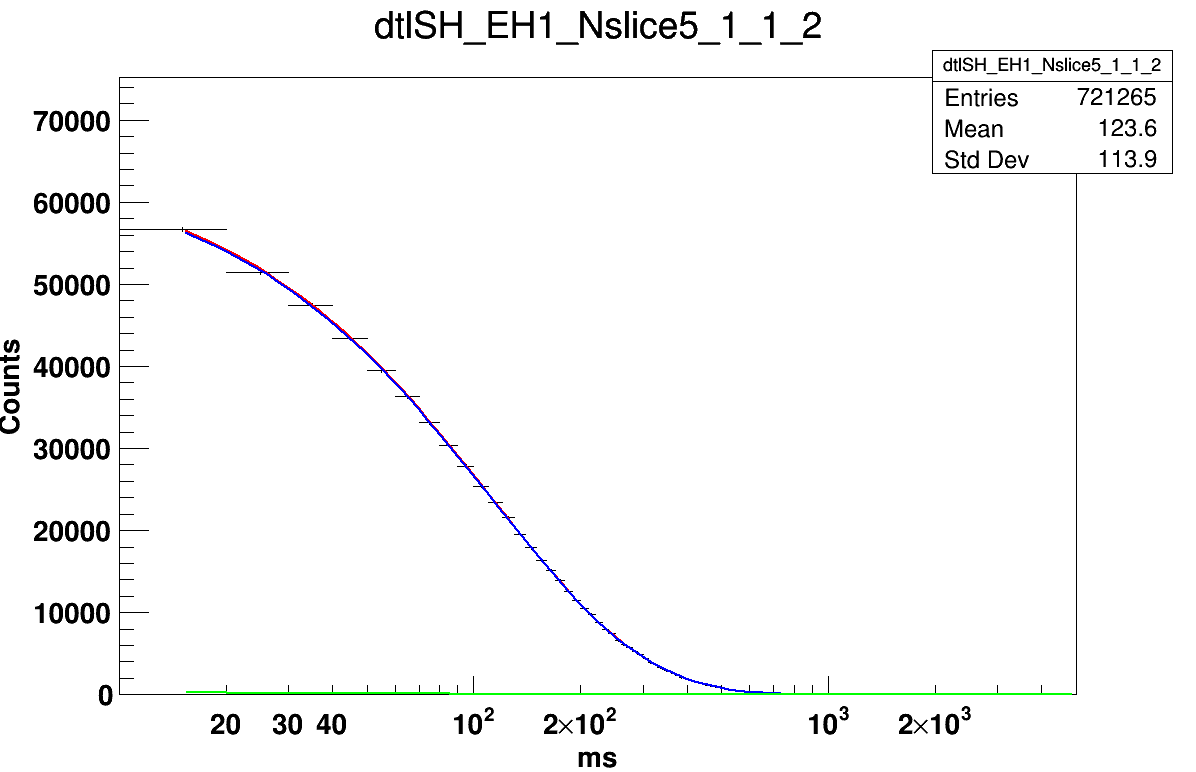 dtlSH_EH1_Nslice5_1_1_2
dtlSH_EH1_Nslice5_1_1_2
Entries 721265
Mean 123.6
Std Dev 113.9
70000
60000
50000
40000
30000
20000
10000
0
Counts
20 30 40 10² 2×10² 10³ 2×10³
ms